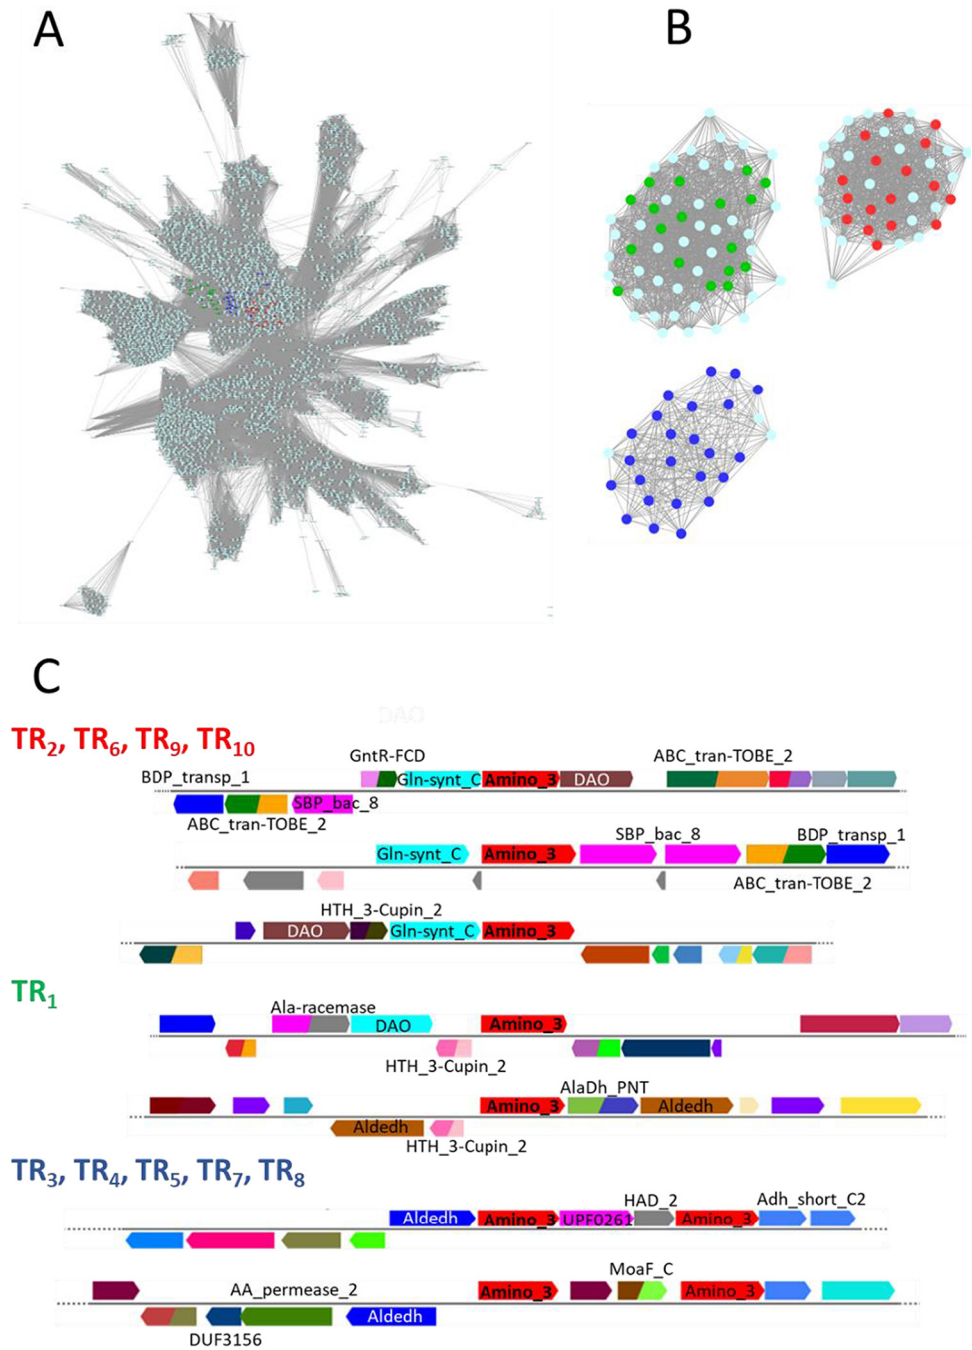 A
B
C
DAO
TR2, TR6, TR9, TR10
GntR-FCD
ABC_tran-TOBE_2
BDP_transp_1
Gln-synt_C
Amino_3
DAO
SBP_bac_8
ABC_tran-TOBE_2
SBP_bac_8
BDP_transp_1
Gln-synt_C
Amino_3
ABC_tran-TOBE_2
HTH_3-Cupin_2
DAO
Gln-synt_C
Amino_3
TR1
Ala-racemase
DAO
Amino_3
HTH_3-Cupin_2
AlaDh_PNT
Amino_3
Aldedh
Aldedh
HTH_3-Cupin_2
TR3, TR4, TR5, TR7, TR8
HAD_2
Adh_short_C2
Aldedh
Amino_3
UPF0261
Amino_3
MoaF_C
AA_permease_2
Amino_3
Amino_3
Aldedh
DUF3156